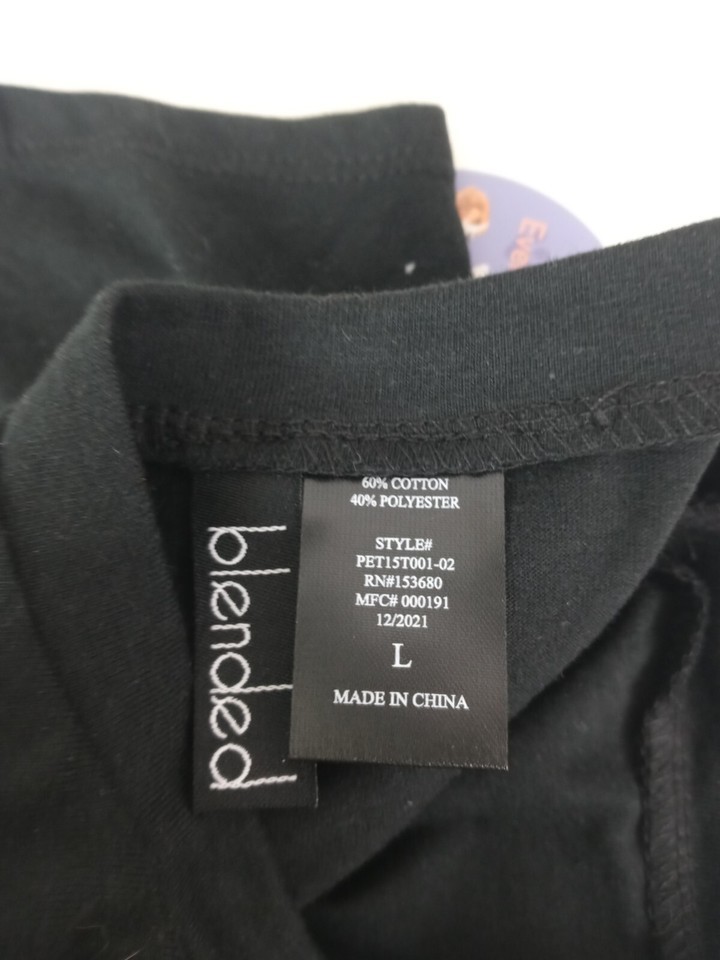 60% COTTON
40% POLYESTER
STYLE#
PET15T001-02
RN#153680
MFC# 000191
12/2021
L
MADE IN CHINA
blended